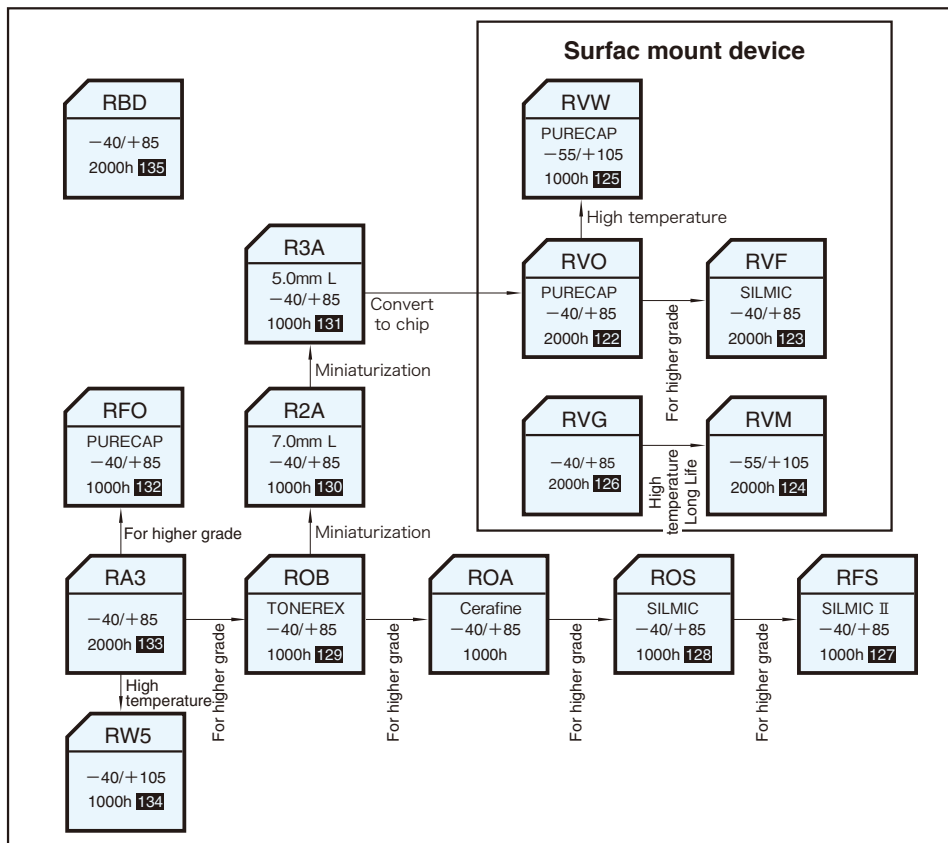 Surfac mount device
RBD
−40/+85
2000h 135
RVW
PURECAP
−55/+105
1000h 125
High temperature
R3A
5.0mm L
−40/+85
1000h 131
Convert
to chip
RVO
PURECAP
−40/+85
2000h 122
For higher grade
RVF
SILMIC
−40/+85
2000h 123
Miniaturization
RFO
PURECAP
−40/+85
1000h 132
R2A
7.0mm L
−40/+85
1000h 130
RVG
−40/+85
2000h 126
High
temperature
Long Life
RVM
−55/+105
2000h 124
For higher grade
Miniaturization
RA3
−40/+85
2000h 133
For higher grade
ROB
TONEREX
−40/+85
1000h 129
For higher grade
ROA
Cerafine
−40/+85
1000h
For higher grade
ROS
SILMIC
−40/+85
1000h 128
For higher grade
RFS
SILMIC II
−40/+85
1000h 127
High
temperature
RW5
−40/+105
1000h 134